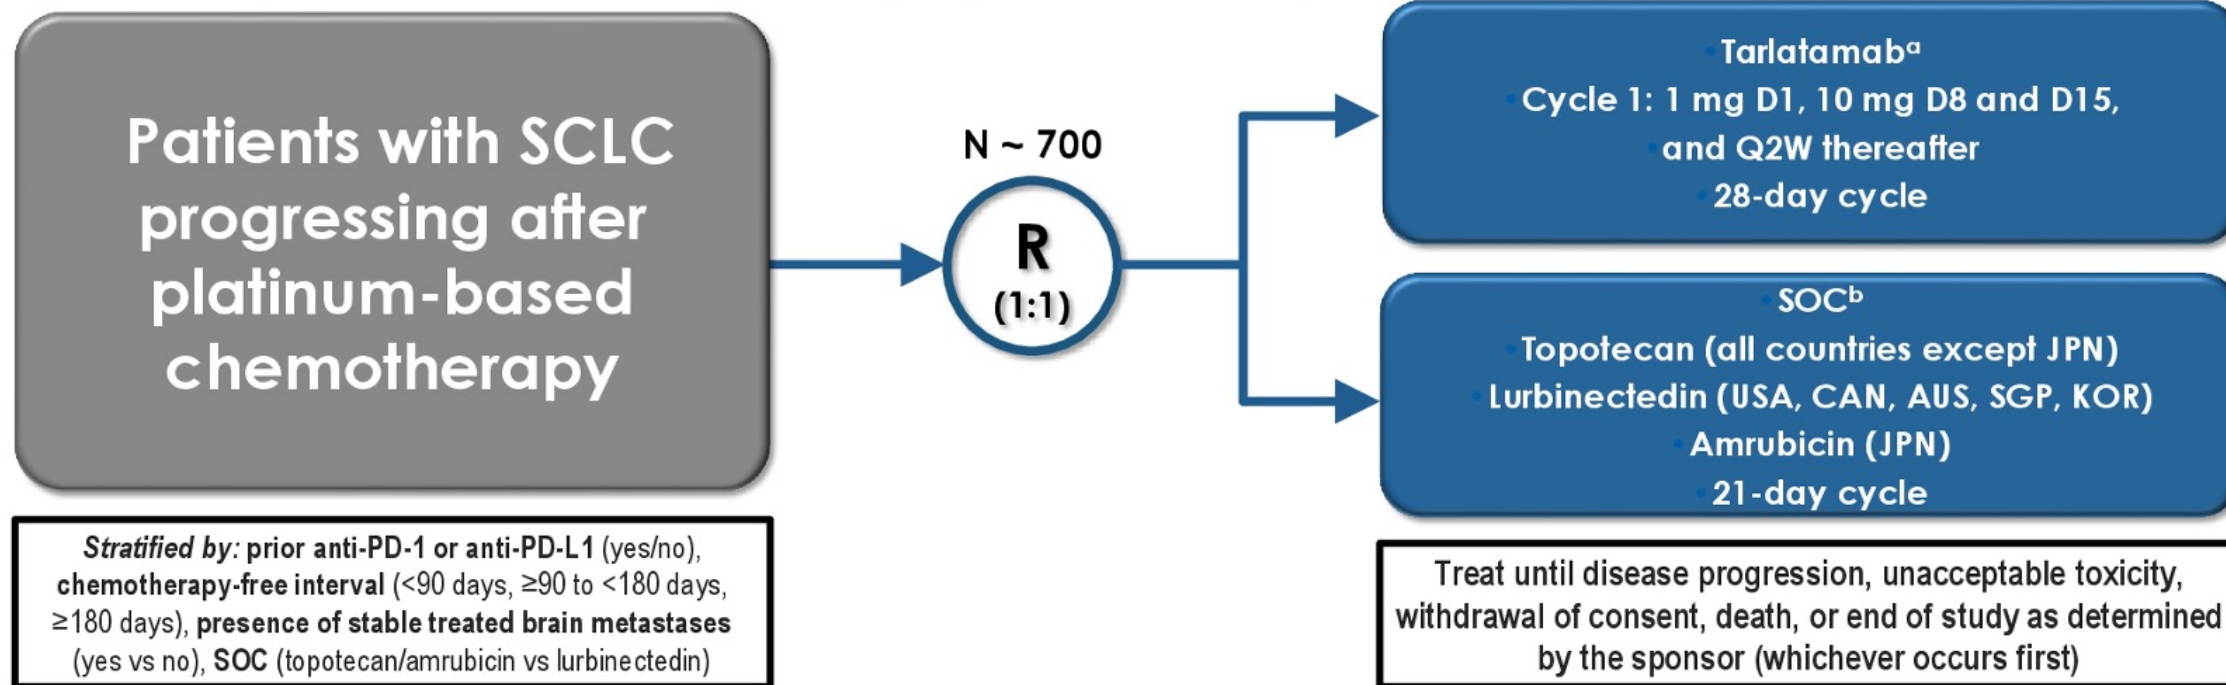 Patients with SCLC
progressing after
platinum-based
chemotherapy
Stratified by: prior anti-PD-1 or anti-PD-L1 (yes/no),
chemotherapy-free interval (<90 days, ≥90 to <180 days,
≥180 days), presence of stable treated brain metastases
(yes vs no), SOC (topotecan/amrubicin vs lurbinectedin)
N ~ 700
R
(1:1)
• Tarlatamabᵃ
• Cycle 1: 1 mg D1, 10 mg D8 and D15,
• and Q2W thereafter
• 28-day cycle
• SOCᵇ
• Topotecan (all countries except JPN)
• Lurbinectedin (USA, CAN, AUS, SGP, KOR)
• Amrubicin (JPN)
• 21-day cycle
Treat until disease progression, unacceptable toxicity,
withdrawal of consent, death, or end of study as determined
by the sponsor (whichever occurs first)